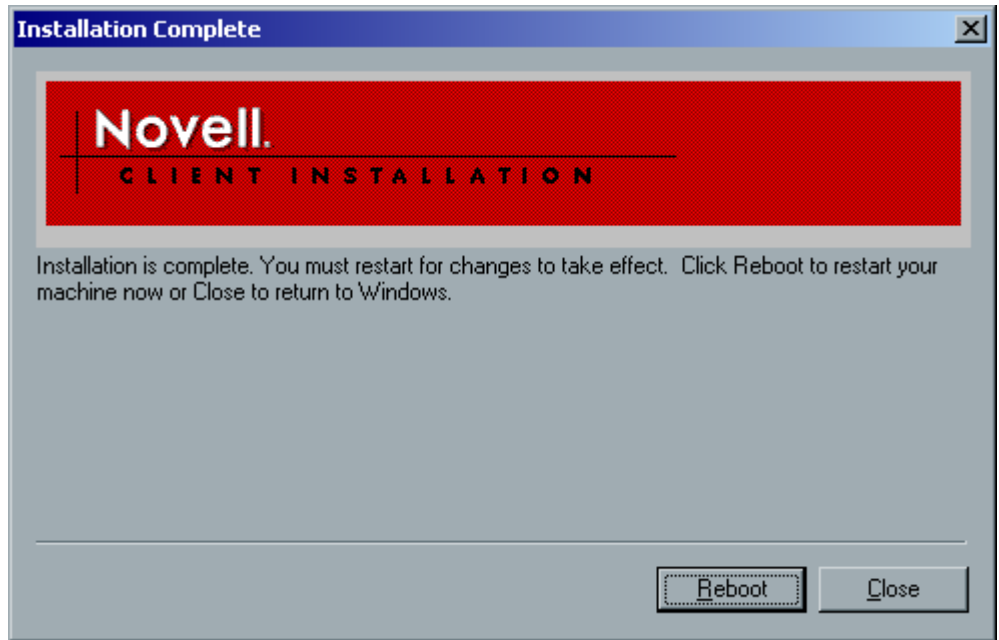 Installation Complete
Novell.
CLIENT INSTALLATION
Installation is complete. You must restart for changes to take effect.  Click Reboot to restart your
machine now or Close to return to Windows.
Reboot
Close